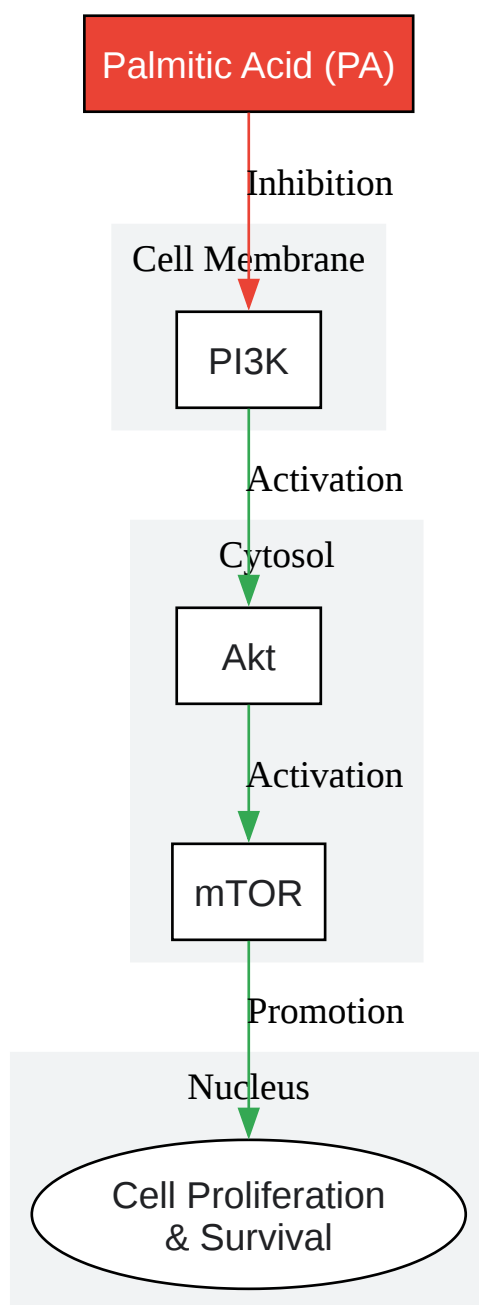 Palmitic Acid (PA)
Inhibition
Cell Membrane
PI3K
Activation
Cytosol
Akt
Activation
mTOR
Promotion
Nucleus
Cell Proliferation
& Survival